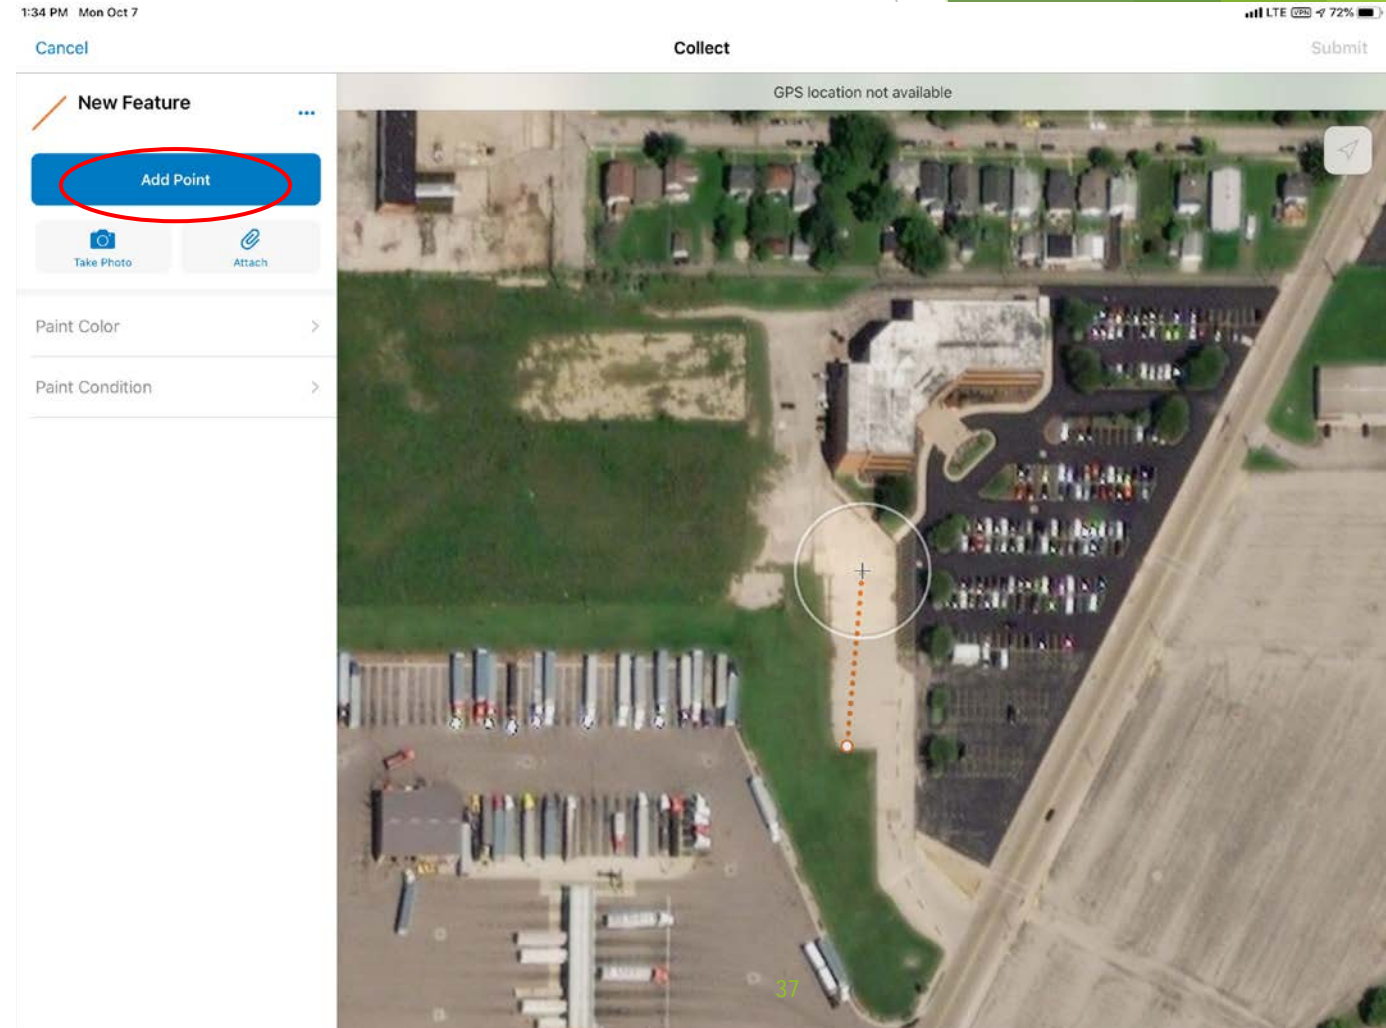 1:34 PM Mon Oct 7
LTE VPN 72%
Cancel
Collect
Submit
New Feature
GPS location not available
Add Point
Take Photo
Attach
Paint Color
Paint Condition
37